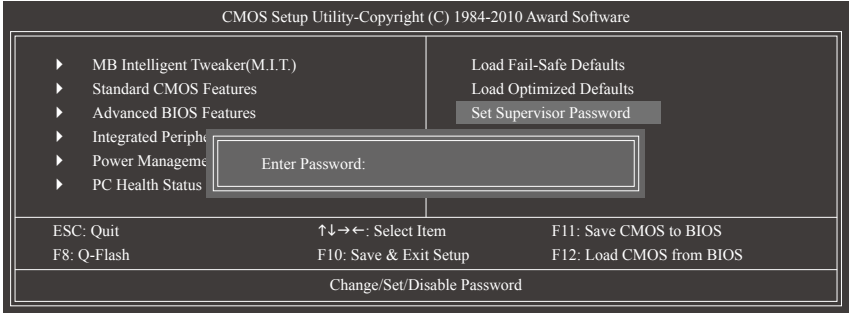 CMOS Setup Utility-Copyright (C) 1984-2010 Award Software
MB Intelligent Tweaker(M.I.T.)
Standard CMOS Features
Advanced BIOS Features
Integrated Periphe
Power Manageme
PC Health Status
Load Fail-Safe Defaults
Load Optimized Defaults
Set Supervisor Password
Enter Password:
ESC: Quit ↑↓→←: Select Item F11: Save CMOS to BIOS
F8: Q-Flash F10: Save & Exit Setup F12: Load CMOS from BIOS
Change/Set/Disable Password